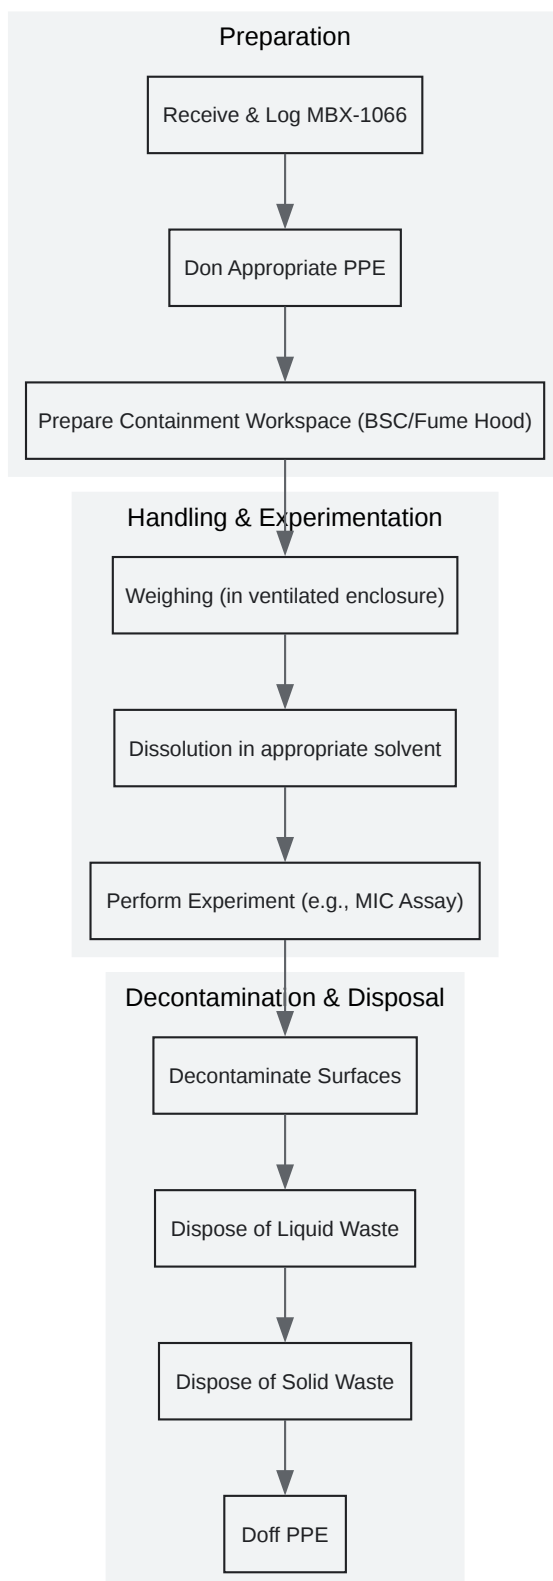 Preparation
Receive & Log MBX-1066
Don Appropriate PPE
Prepare Containment Workspace (BSC/Fume Hood)
Handling & Experimentation
Weighing (in ventilated enclosure)
Dissolution in appropriate solvent
Perform Experiment (e.g., MIC Assay)
Decontamination & Disposal
Decontaminate Surfaces
Dispose of Liquid Waste
Dispose of Solid Waste
Doff PPE